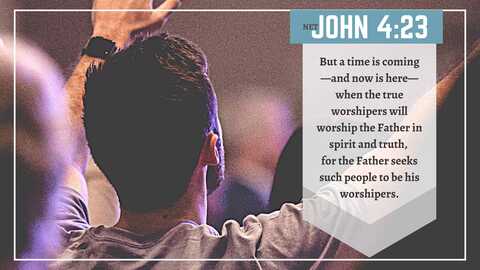 NET JOHN 4:23
But a time is coming
—and now is here—
when the true
worshipers will
worship the Father in
spirit and truth,
for the Father seeks
such people to be his
worshipers.